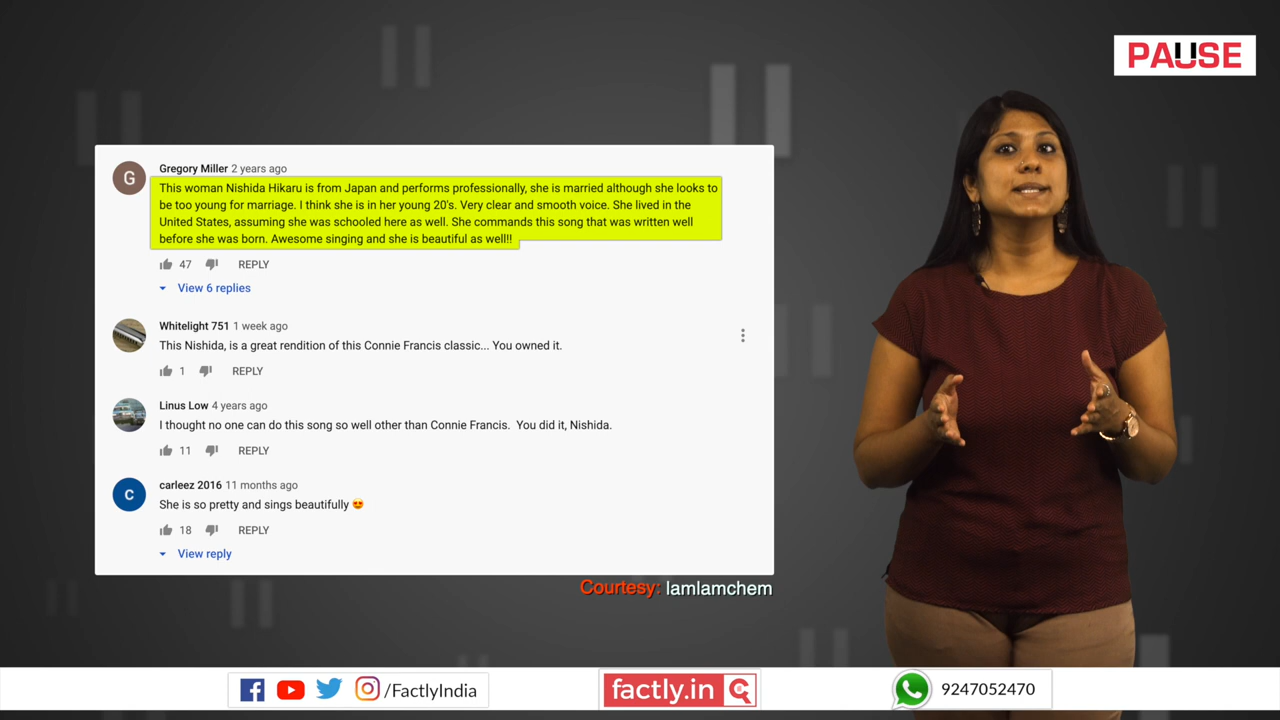 PAUSE
G
Gregory Miller 2 years ago
This woman Nishida Hikaru is from Japan and performs professionally, she is married although she looks to
be too young for marriage. I think she is in her young 20's. Very clear and smooth voice. She lived in the
United States, assuming she was schooled here as well. She commands this song that was written well
before she was born. Awesome singing and she is beautiful as well!!
47 REPLY
View 6 replies
Whitelight 751 1 week ago
This Nishida, is a great rendition of this Connie Francis classic... You owned it.
1 REPLY
Linus Low 4 years ago
I thought no one can do this song so well other than Connie Francis. You did it, Nishida.
11 REPLY
c
carleez 2016 11 months ago
She is so pretty and sings beautifully 😍
18 REPLY
View reply
Courtesy: lamlamchem
/FactlyIndia
factly.in
9247052470